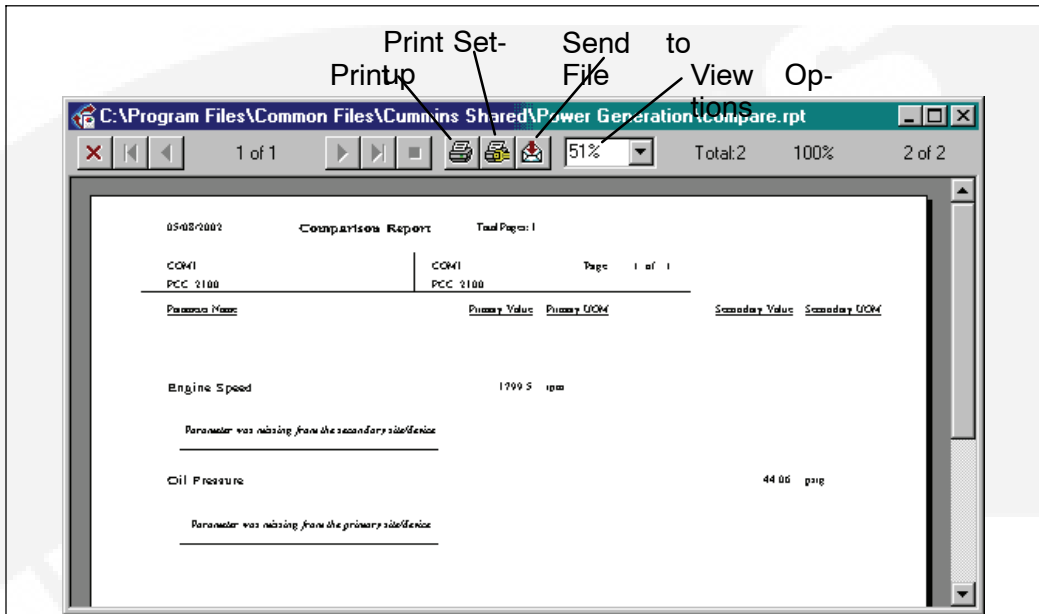 Print Set-
up
Print
Send to
File
View Op-
tions
C:\Program Files\Common Files\Cummins Shared\Power Generation\compare.rpt
1 of 1
51%
Total:2
100%
2 of 2
05/08/2002 Comparison Report Total Pages: 1
COM1 COM1 Page 1 of 1
PCC 2100 PCC 2100
Parameter Name Primary Value Primary UOM Secondary Value Secondary UOM
Engine Speed 1799.5 rpm
Parameter was missing from the secondary site/device
Oil Pressure 44.06 psig
Parameter was missing from the primary site/device